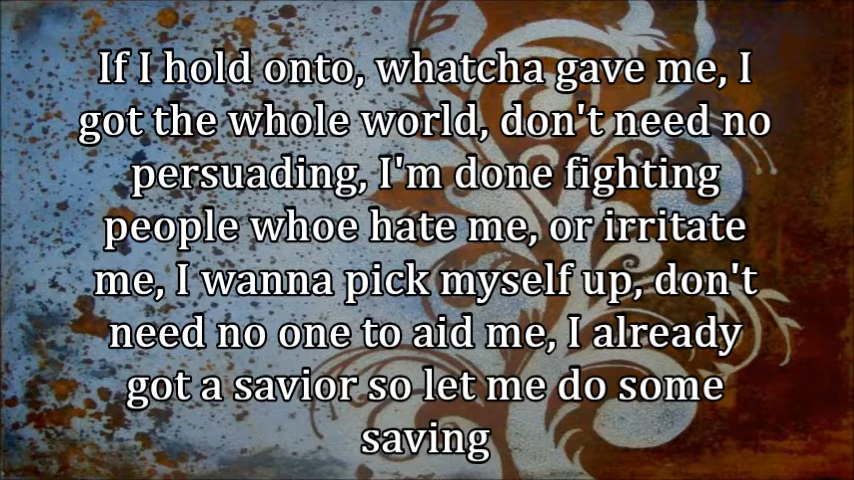 If I hold onto, whatcha gave me, I
got the whole world, don't need no
persuading, I'm done fighting
people whoe hate me, or irritate
me, I wanna pick myself up, don't
need no one to aid me, I already
got a savior so let me do some
saving